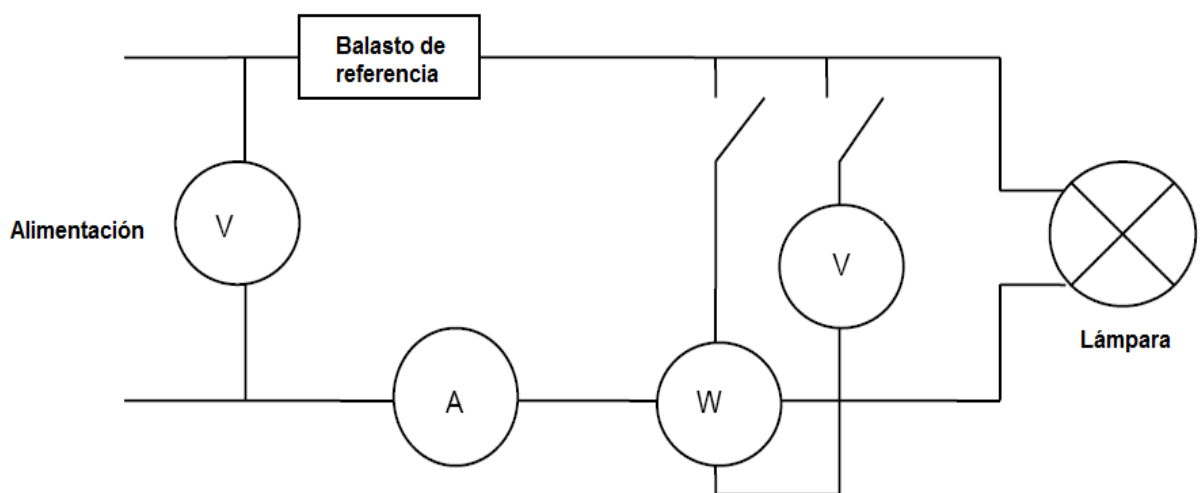 Balasto de
referencia
Alimentación
V
V
Lámpara
A
W